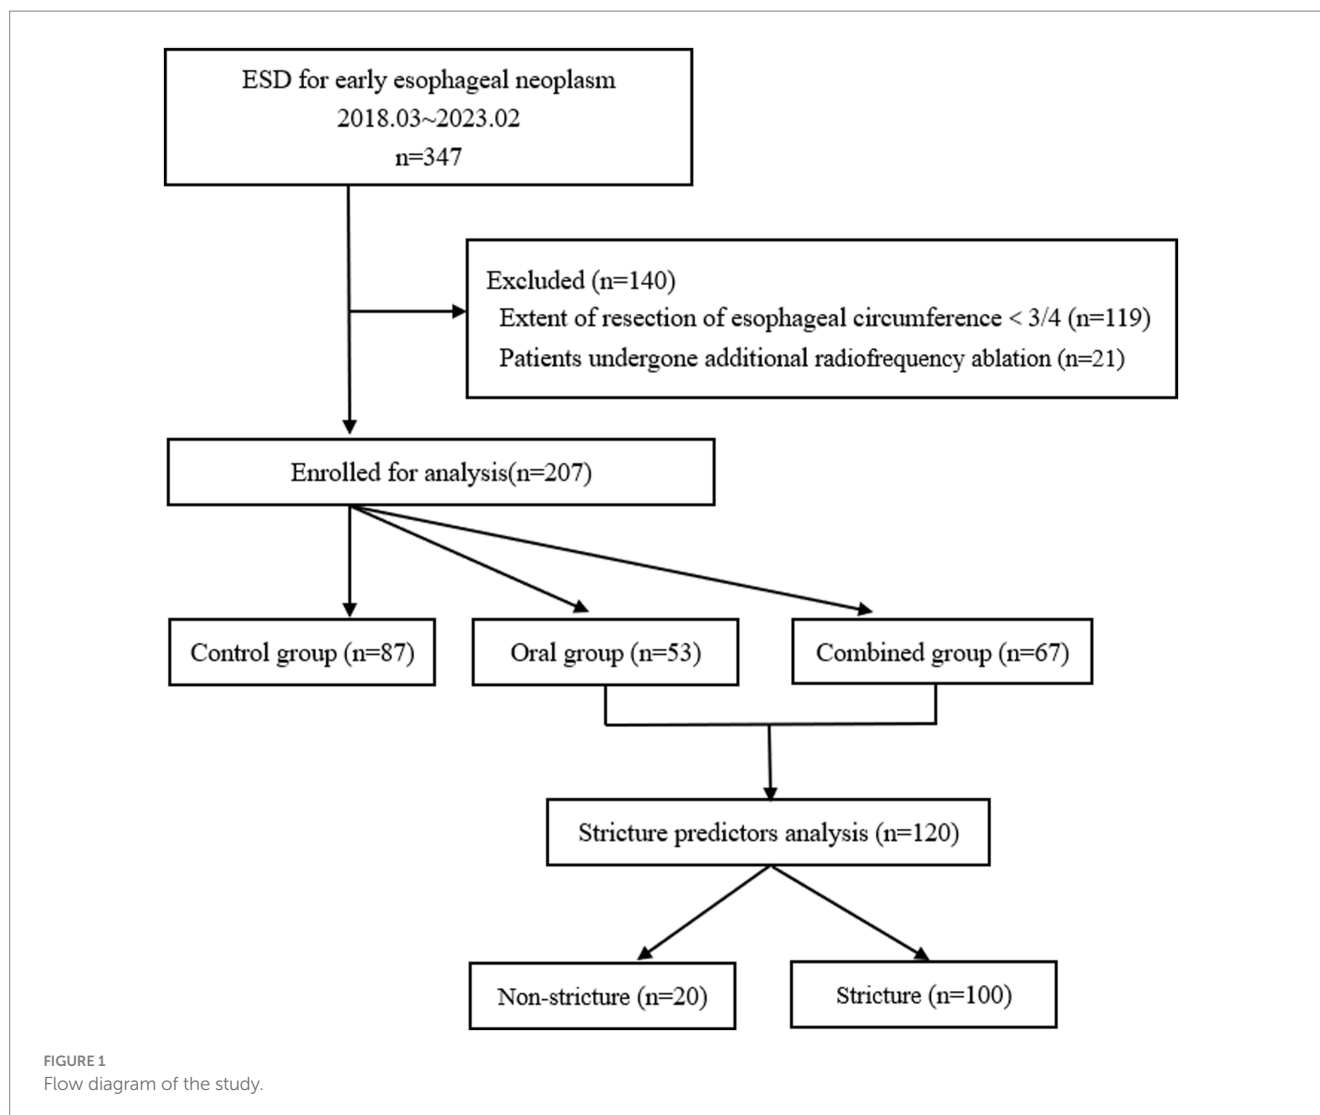 ESD for early esophageal neoplasm
2018.03~2023.02
n=347
Excluded (n=140)
Extent of resection of esophageal circumference < 3/4 (n=119)
Patients undergone additional radiofrequency ablation (n=21)
Enrolled for analysis(n=207)
Control group (n=87)
Oral group (n=53)
Combined group (n=67)
Stricture predictors analysis (n=120)
Non-stricture (n=20)
Stricture (n=100)
FIGURE 1
Flow diagram of the study.